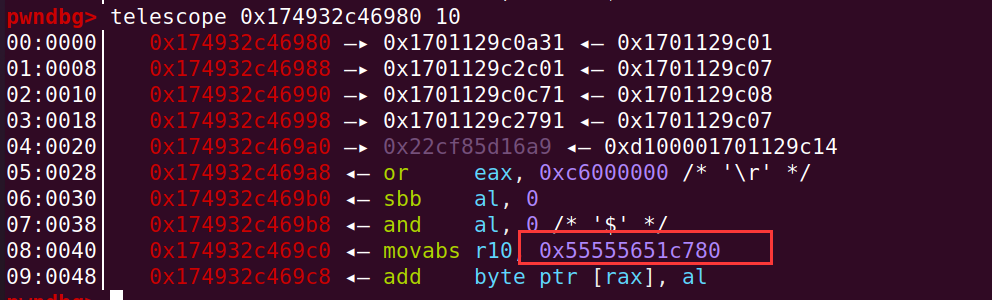 pwndbg> telescope 0x174932c46980 10
00:0000│ 0x174932c46980 —▸ 0x1701129c0a31 ◂— 0x1701129c01
01:0008│ 0x174932c46988 —▸ 0x1701129c2c01 ◂— 0x1701129c07
02:0010│ 0x174932c46990 —▸ 0x1701129c0c71 ◂— 0x1701129c08
03:0018│ 0x174932c46998 —▸ 0x1701129c2791 ◂— 0x1701129c07
04:0020│ 0x174932c469a0 —▸ 0x22cf85d16a9 ◂— 0xd100001701129c14
05:0028│ 0x174932c469a8 ◂— or eax, 0xc6000000 /* '\r' */
06:0030│ 0x174932c469b0 ◂— sbb al, 0
07:0038│ 0x174932c469b8 ◂— and al, 0 /* '$' */
08:0040│ 0x174932c469c0 ◂— movabs r10, 0x55555651c780
09:0048│ 0x174932c469c8 ◂— add byte ptr [rax], al
pwndbg>